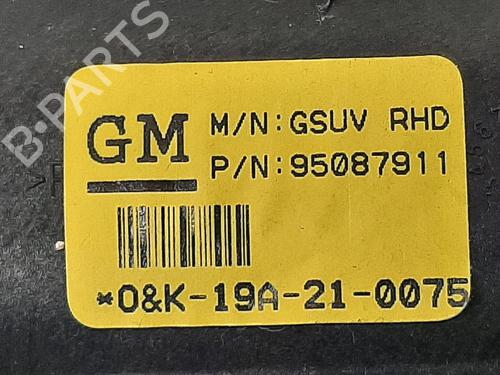 GM
M/N:GSUV RHD
P/N:95087911
*O&K-19A-21-0075
B-PARTS